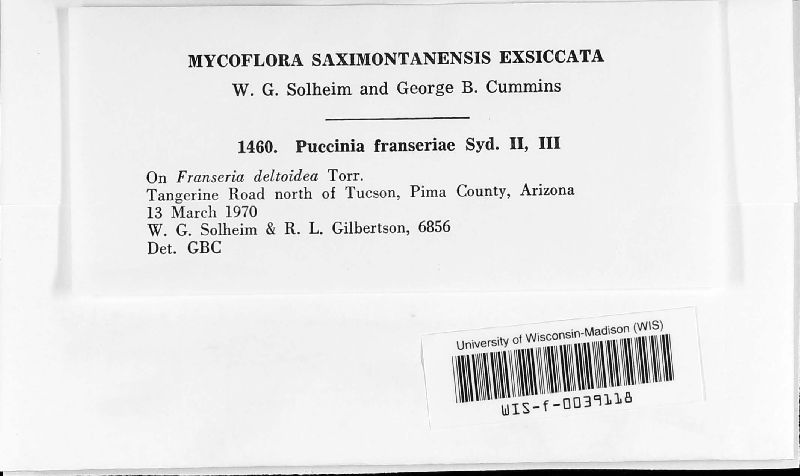 MYCOFLORA SAXIMONTANENSIS EXSICCATA
W. G. Solheim and George B. Cummins
1460. Puccinia franseriae Syd. II, III
On Franseria deltoidea Torr.
Tangerine Road north of Tucson, Pima County, Arizona
13 March 1970
W. G. Solheim & R. L. Gilbertson, 6856
Det. GBC
University of Wisconsin-Madison (WIS)
WIS-f-0039118